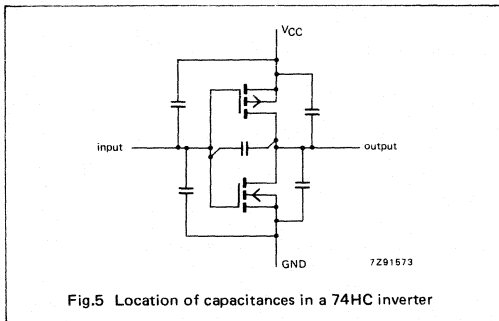 VCC
input
output
GND
7Z91573
Fig.5 Location of capacitances in a 74HC inverter